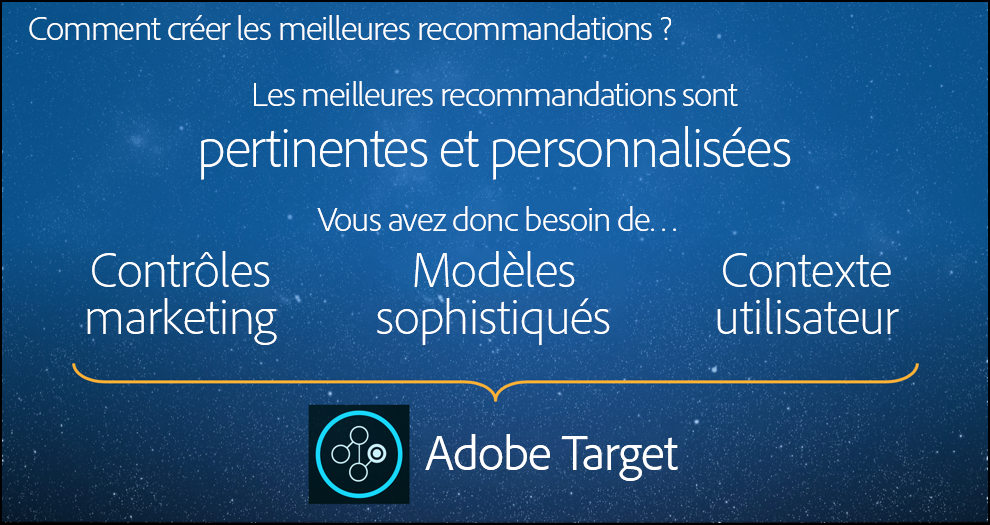 Comment créer les meilleures recommandations ?
Les meilleures recommandations sont
pertinentes et personnalisées
Vous avez donc besoin de…
Contrôles
marketing
Modèles
sophistiqués
Contexte
utilisateur
Adobe Target